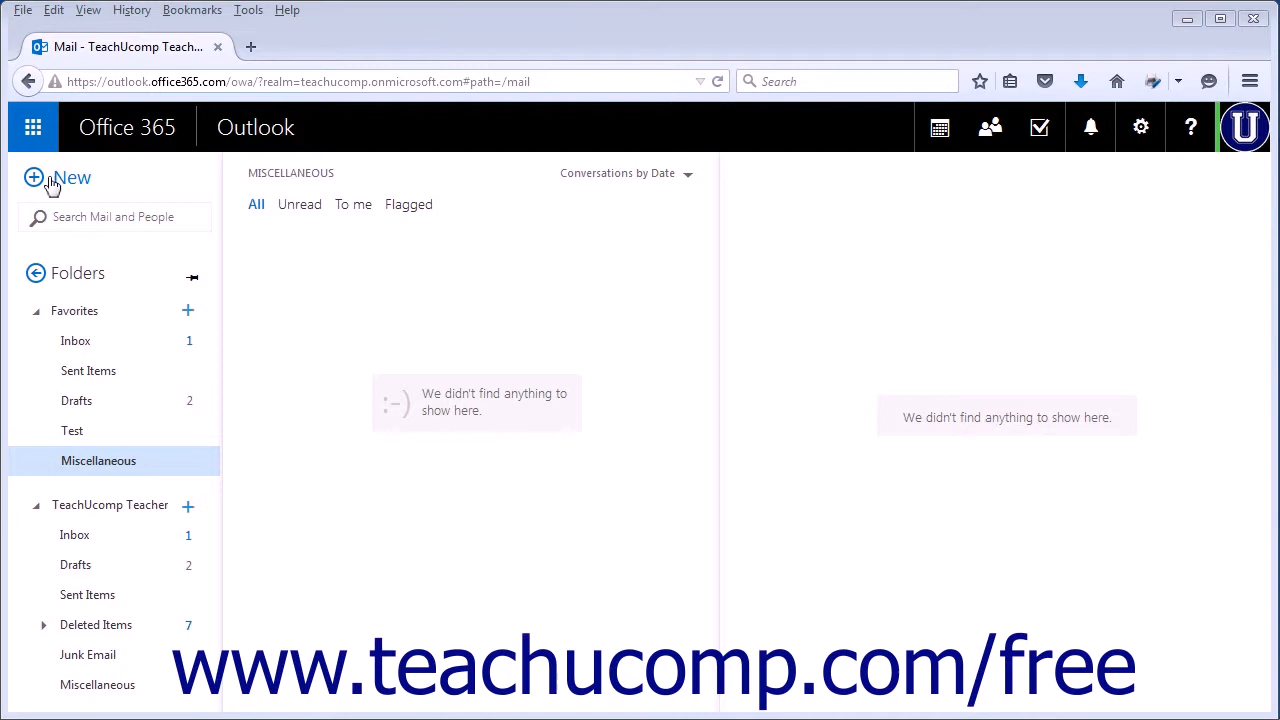 File Edit View History Bookmarks Tools Help
Mail - TeachUcomp Teach...
https://outlook.office365.com/owa/?realm=teachucomp.onmicrosoft.com#path=/mail
Search
Office 365 Outlook
U
New
Search Mail and People
Folders
Favorites
Inbox 1
Sent Items
Drafts 2
Test
Miscellaneous
TeachUcomp Teacher
Inbox 1
Drafts 2
Sent Items
Deleted Items 7
Junk Email
Miscellaneous
MISCELLANEOUS Conversations by Date
All Unread To me Flagged
:-)
We didn't find anything to
show here.
We didn't find anything to show here.
www.teachucomp.com/free